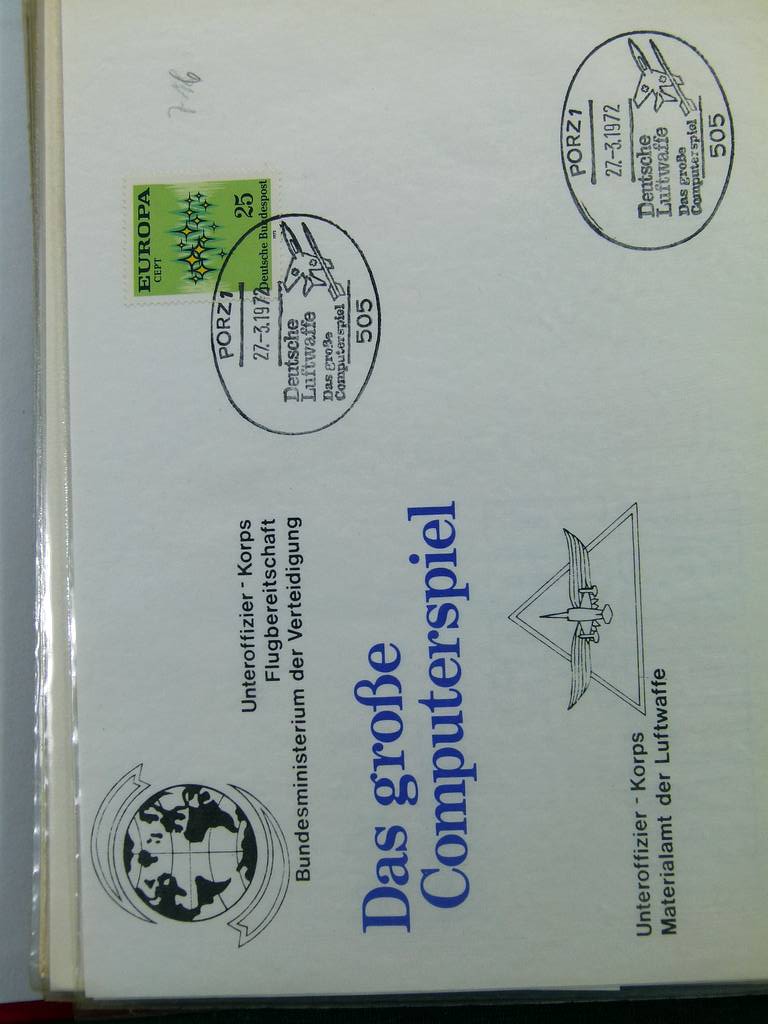 Unteroffizier - Korps
Flugbereitschaft
Bundesministerium der Verteidigung
EUROPA
CEPT
25
Deutsche Bundespost
PORZ 1
27.-3.1972
Deutsche
Luftwaffe
Das große
Computerspiel
505
Das große
Computerspiel
Unteroffizier - Korps
Materialamt der Luftwaffe
PORZ 1
27.-3.1972
Deutsche
Luftwaffe
Das große
Computerspiel
505